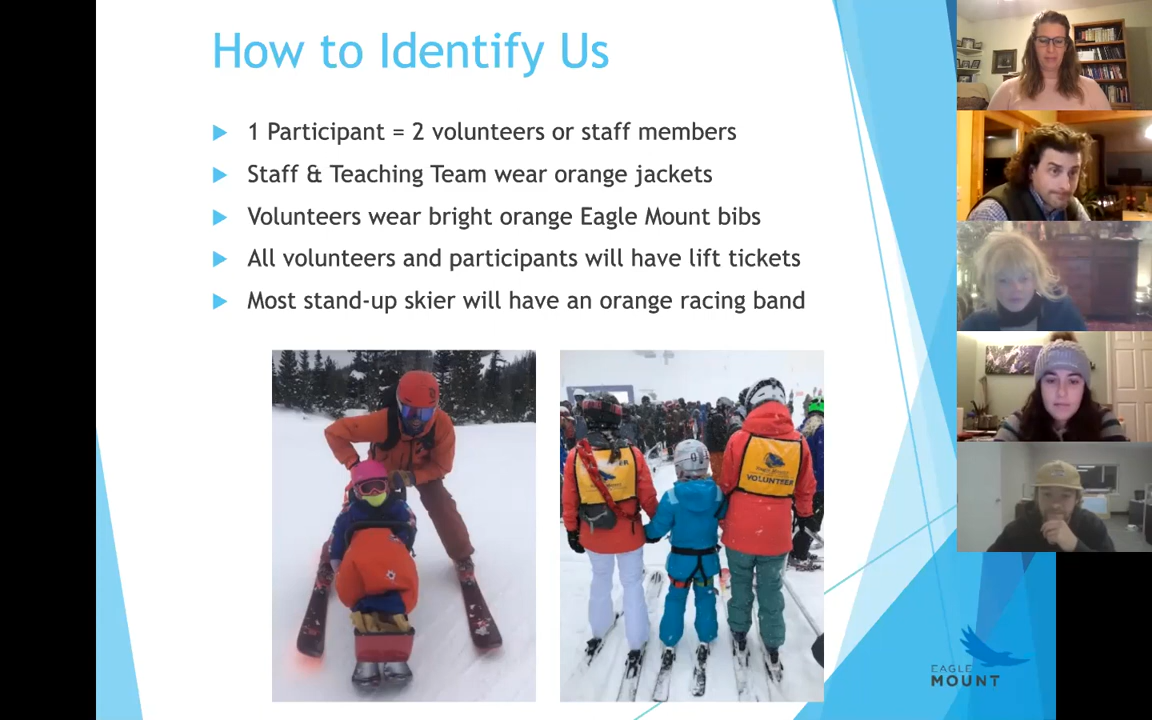 How to Identify Us
1 Participant = 2 volunteers or staff members
Staff & Teaching Team wear orange jackets
Volunteers wear bright orange Eagle Mount bibs
All volunteers and participants will have lift tickets
Most stand-up skier will have an orange racing band
Eagle Mount
VOLUNTEER
EAGLE
MOUNT